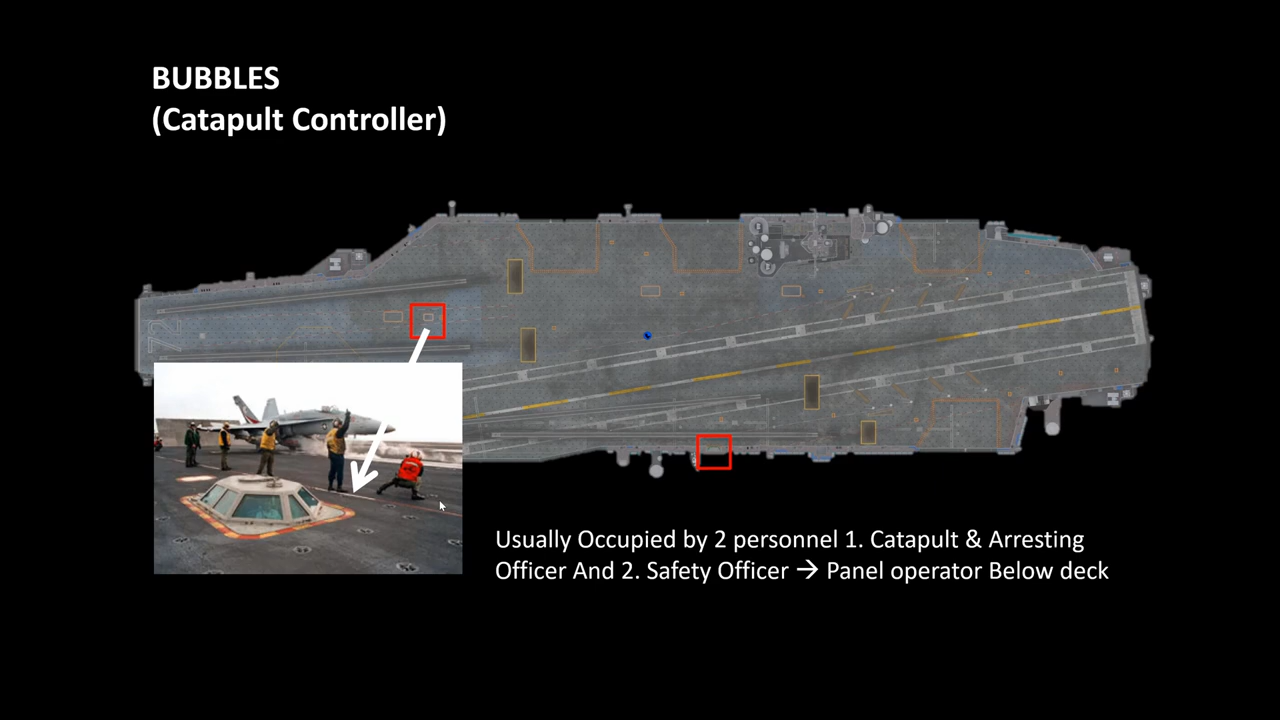 BUBBLES
(Catapult Controller)
Usually Occupied by 2 personnel 1. Catapult & Arresting
Officer And 2. Safety Officer → Panel operator Below deck